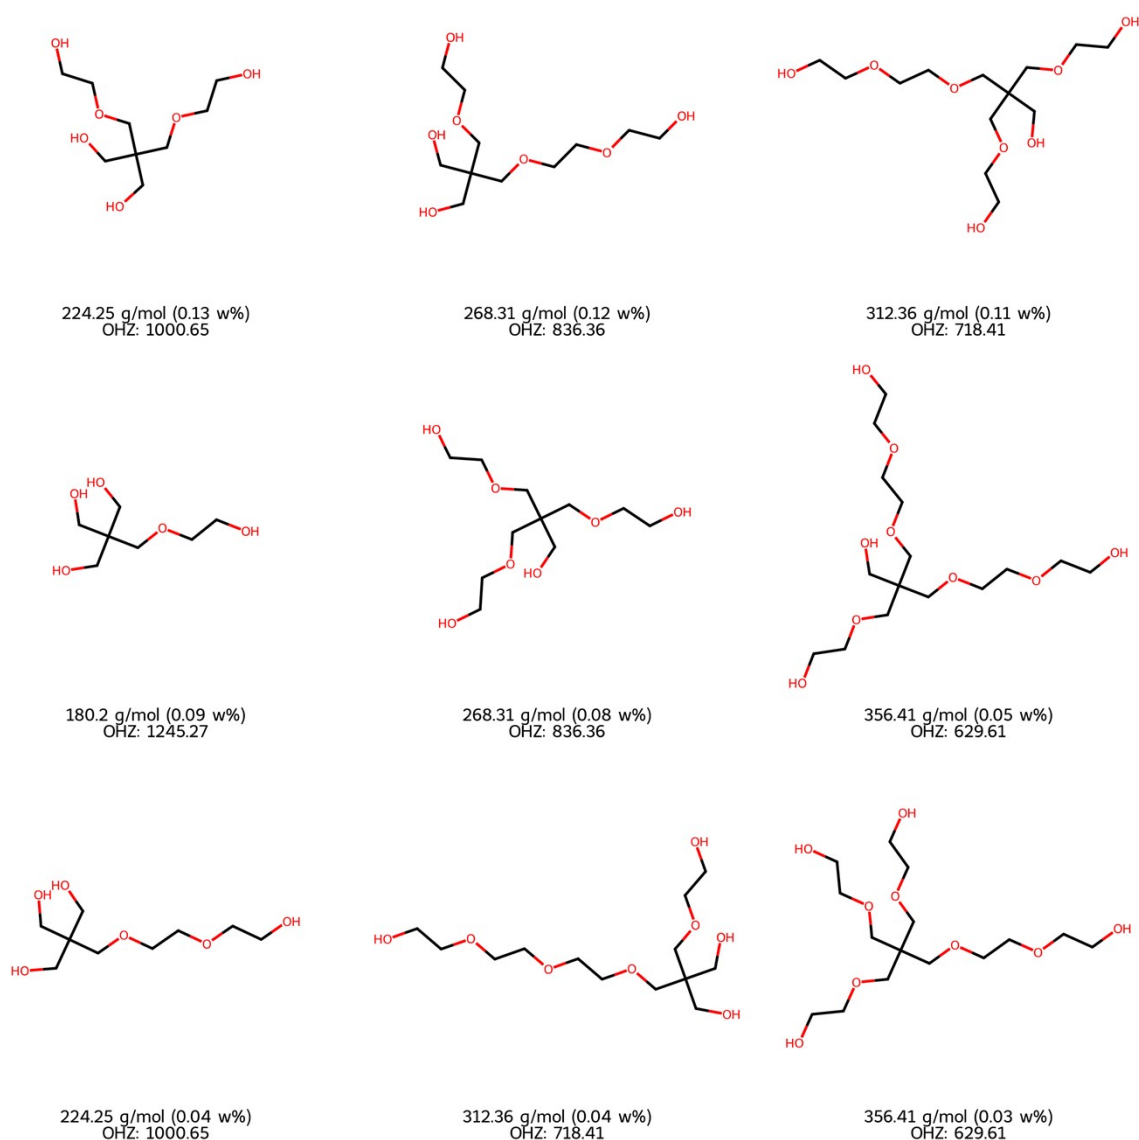 OH
OH
O
O
HO
HO
224.25 g/mol (0.13 w%)
OHZ: 1000.65
OH
O
OH
OH
O
O
HO
268.31 g/mol (0.12 w%)
OHZ: 836.36
OH
HO
O
O
O
O
OH
HO
312.36 g/mol (0.11 w%)
OHZ: 718.41
HO
OH
O
OH
HO
180.2 g/mol (0.09 w%)
OHZ: 1245.27
HO
O
OH
O
O
HO
HO
268.31 g/mol (0.08 w%)
OHZ: 836.36
HO
O
O
OH
OH
O
O
O
HO
356.41 g/mol (0.05 w%)
OHZ: 629.61
HO
OH
OH
O
O
HO
224.25 g/mol (0.04 w%)
OHZ: 1000.65
OH
O
HO
O
OH
O
O
OH
312.36 g/mol (0.04 w%)
OHZ: 718.41
OH
HO
O
O
OH
O
O
O
HO
356.41 g/mol (0.03 w%)
OHZ: 629.61